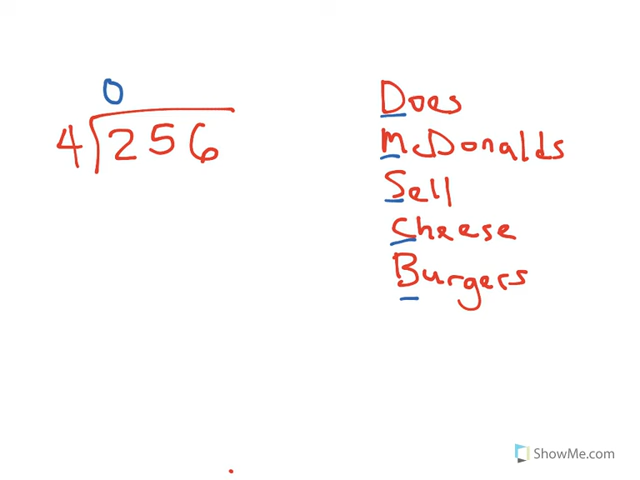 0
4)256
Does
McDonalds
Sell
Cheese
Burgers
ShowMe.com